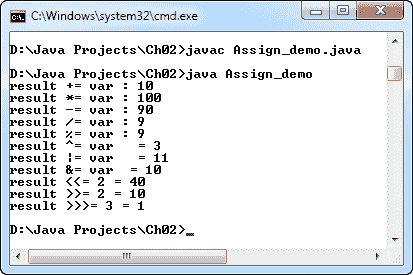 C:\Windows\system32\cmd.exe
D:\Java Projects\Ch02>javac Assign_demo.java
D:\Java Projects\Ch02>java Assign_demo
result += var : 10
result *= var : 100
result -= var : 90
result /= var : 9
result %= var : 9
result ^= var   = 3
result |= var   = 11
result &= var  = 10
result <<= 2 = 40
result >>= 2 = 10
result >>>= 3 = 1
D:\Java Projects\Ch02>_